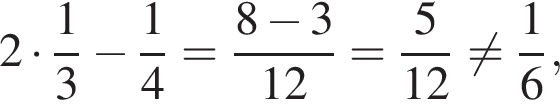 2 · 1/3 − 1/4 = (8 − 3)/12 = 5/12 ≠ 1/6,